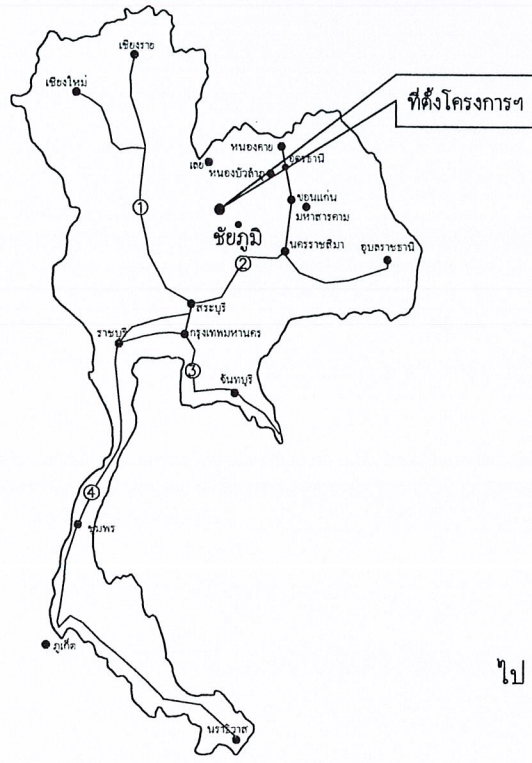 เชียงราย
เชียงใหม่
ที่ตั้งโครงการฯ
หนองคาย
เลย
อุดรธานี
หนองบัวลำภู
ขอนแก่น
มหาสารคาม
1
ชัยภูมิ
นครราชสีมา
อุบลราชธานี
2
สระบุรี
ราชบุรี
กรุงเทพมหานคร
3
จันทบุรี
4
ชุมพร
ภูเก็ต
ไป
นราธิวาส